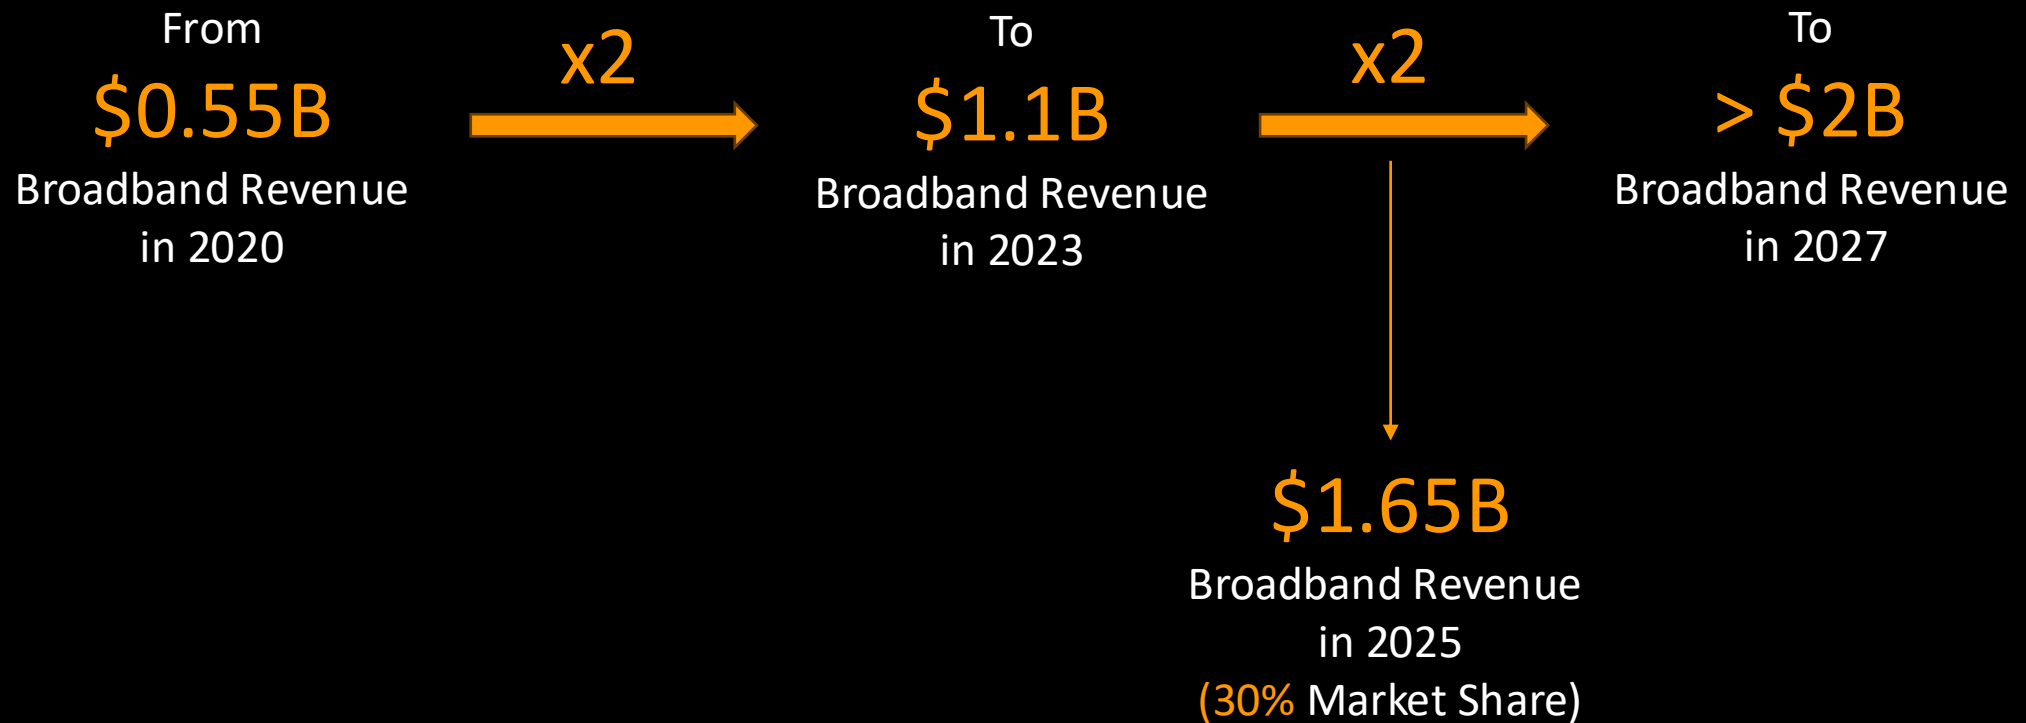 From
$0.55B
Broadband Revenue
in 2020
x2
To
$1.1B
Broadband Revenue
in 2023
x2
To
> $2B
Broadband Revenue
in 2027
$1.65B
Broadband Revenue
in 2025
(30% Market Share)